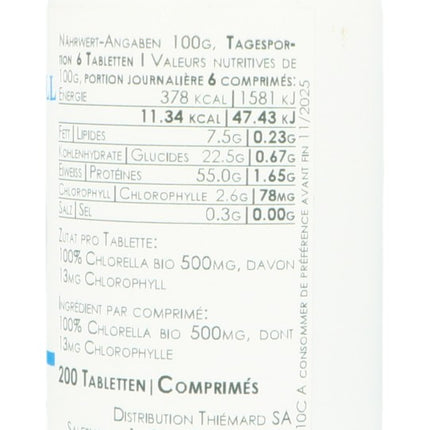 Nährwert-Angaben 100g, Tagespor-
tion 6 Tabletten | Valeurs nutritives de
100g, portion journalière 6 comprimés:
Energie 378 kcal | 1581 kJ
11.34 kcal | 47.43 kJ
Fett | Lipides 7.5g | 0.23g
Kohlenhydrate | Glucides 22.5g | 0.67g
Eiweiss | Protéines 55.0g | 1.65g
Chlorophyll | Chlorophylle 2.6g | 78mg
Salz | Sel 0.3g | 0.00g
Zutat pro Tablette:
100% Chlorella bio 500mg, davon
13mg Chlorophyll
Ingrédient par comprimé:
100% Chlorella bio 500mg, dont
13mg Chlorophylle
200 Tabletten | Comprimés
Distribution Thiémard SA
10C A consommer de préférence avant fin 11/2025